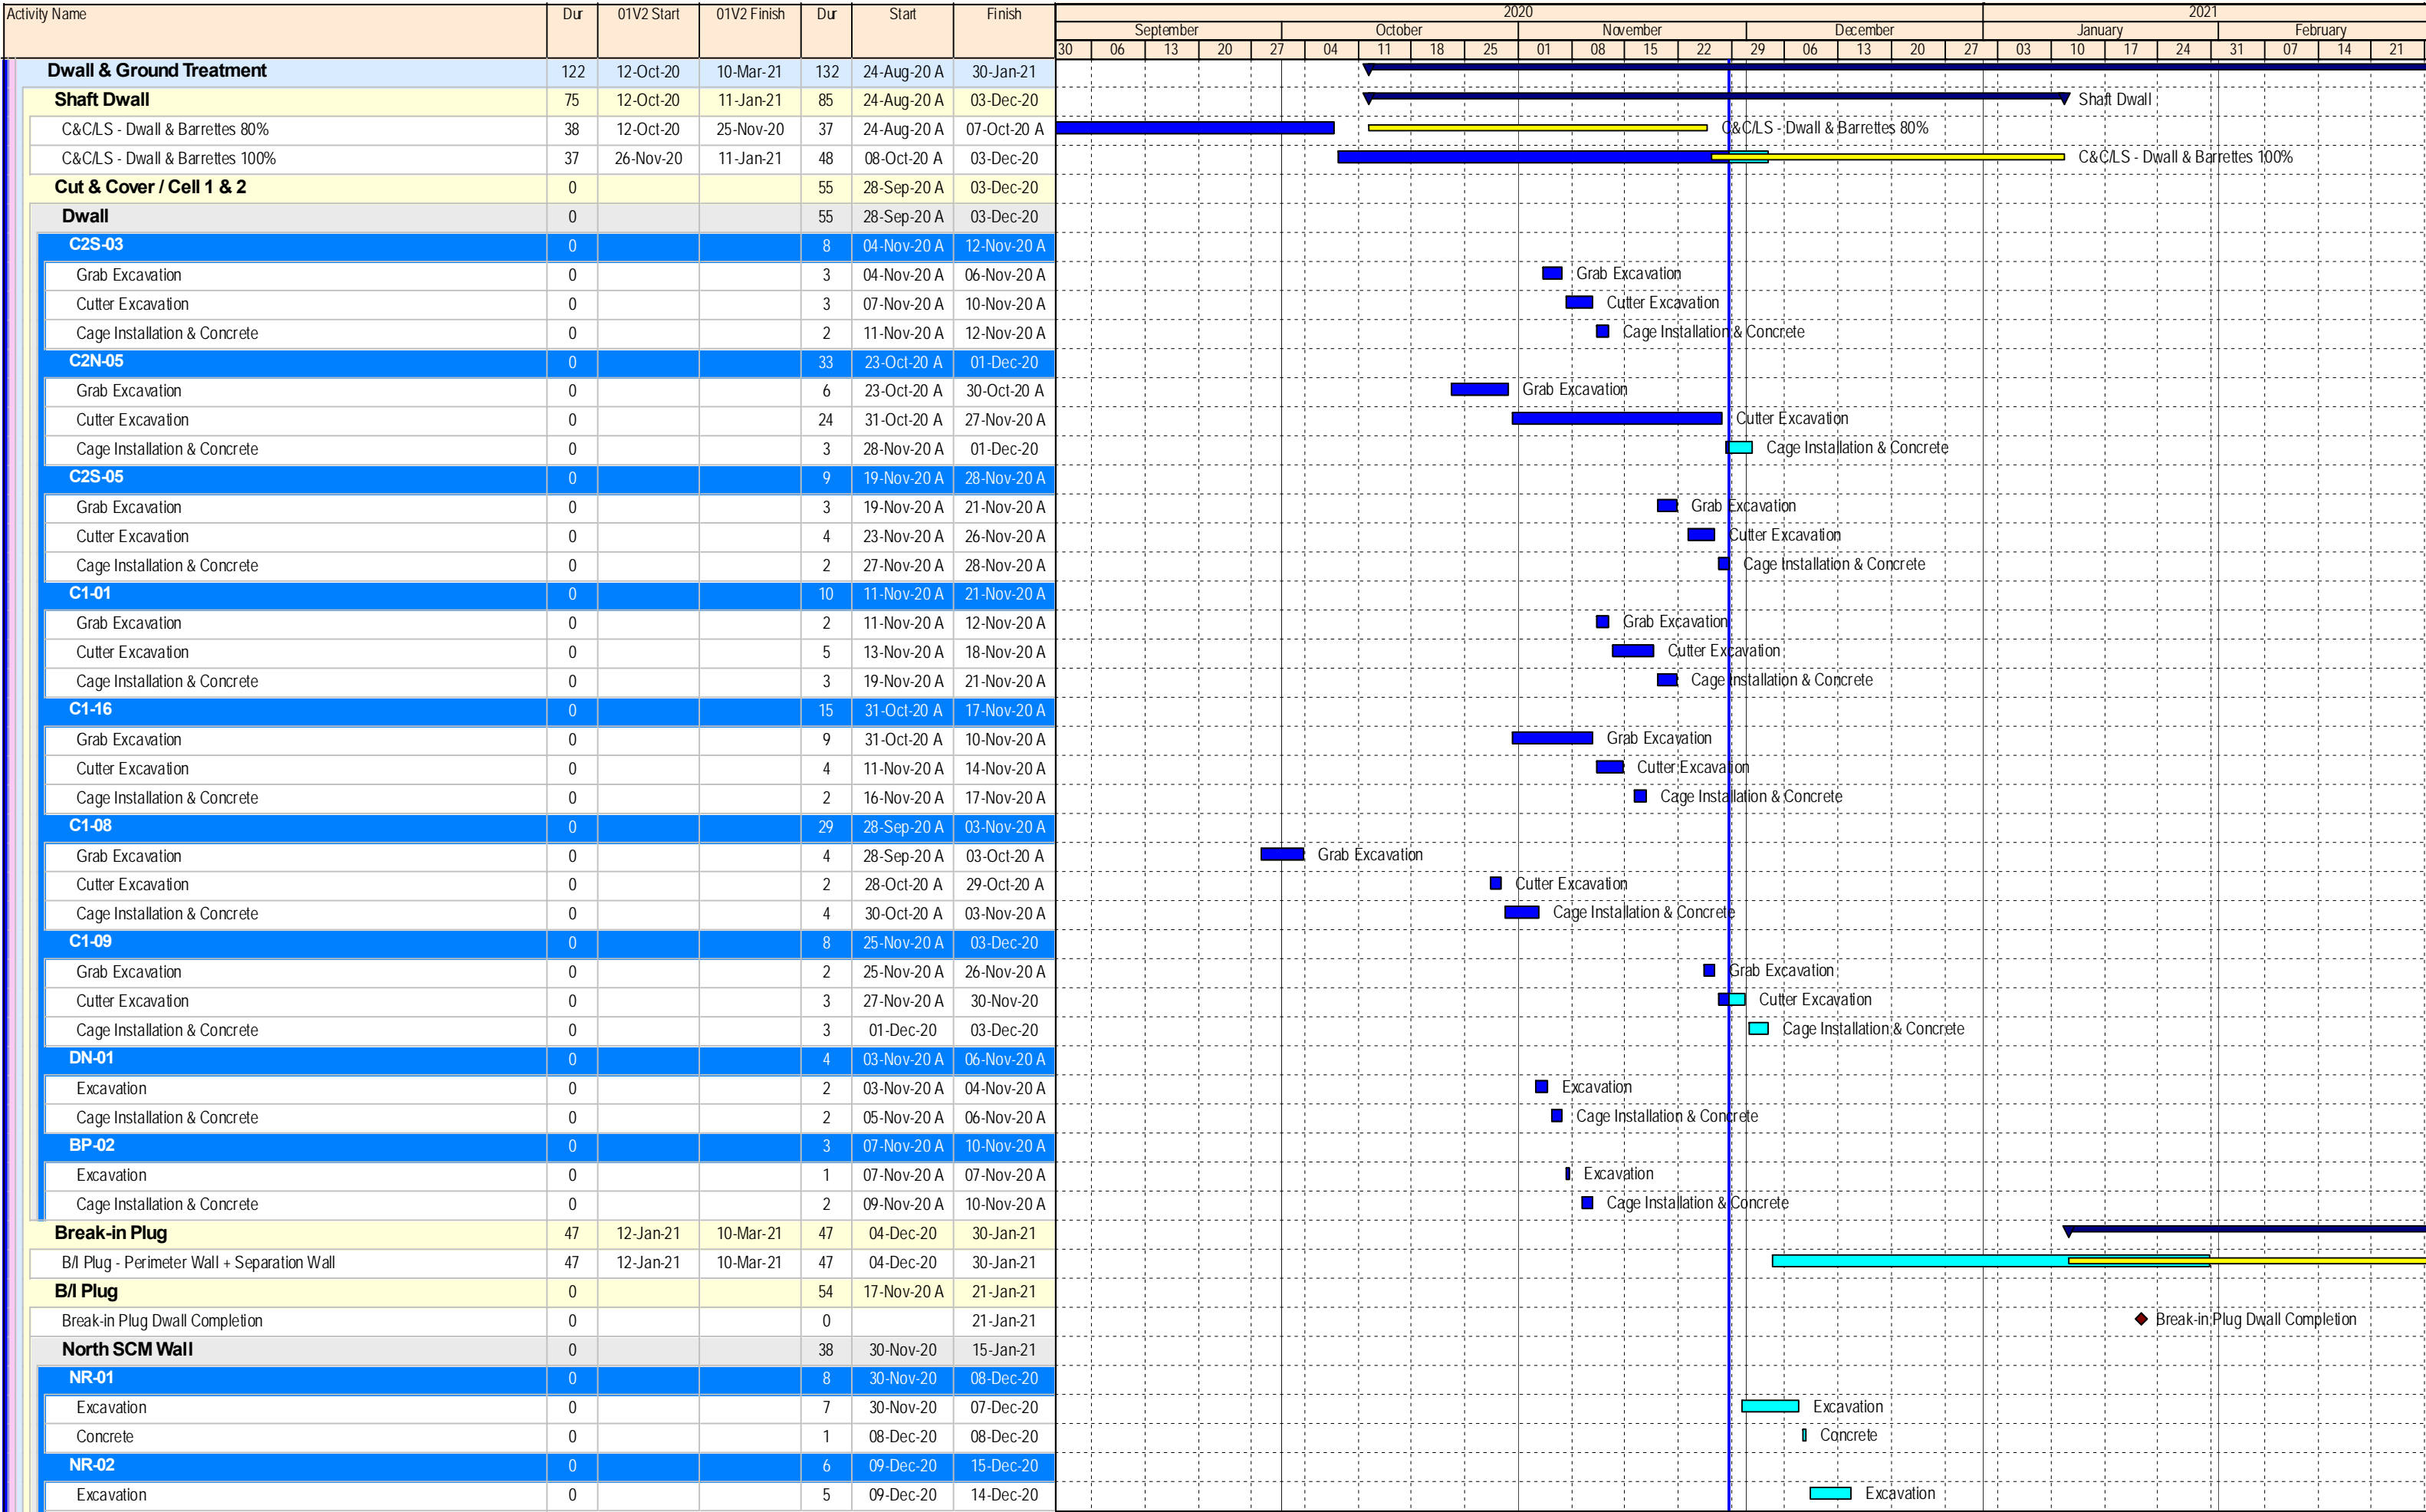 Activity Name Dur 01V2 Start 01V2 Finish Dur Start Finish 2020 2021
September October November December January February
30 06 13 20 27 04 11 18 25 01 08 15 22 29 06 13 20 27 03 10 17 24 31 07 14 21
Dwall & Ground Treatment 122 12-Oct-20 10-Mar-21 132 24-Aug-20 A 30-Jan-21
Shaft Dwall 75 12-Oct-20 11-Jan-21 85 24-Aug-20 A 03-Dec-20 Shaft Dwall
C&C/LS - Dwall & Barrettes 80% 38 12-Oct-20 25-Nov-20 37 24-Aug-20 A 07-Oct-20 A C&C/LS - Dwall & Barrettes 80%
C&C/LS - Dwall & Barrettes 100% 37 26-Nov-20 11-Jan-21 48 08-Oct-20 A 03-Dec-20 C&C/LS - Dwall & Barrettes 100%
Cut & Cover / Cell 1 & 2 0 55 28-Sep-20 A 03-Dec-20
Dwall 0 55 28-Sep-20 A 03-Dec-20
C2S-03 0 8 04-Nov-20 A 12-Nov-20 A
Grab Excavation 0 3 04-Nov-20 A 06-Nov-20 A Grab Excavation
Cutter Excavation 0 3 07-Nov-20 A 10-Nov-20 A Cutter Excavation
Cage Installation & Concrete 0 2 11-Nov-20 A 12-Nov-20 A Cage Installation & Concrete
C2N-05 0 33 23-Oct-20 A 01-Dec-20
Grab Excavation 0 6 23-Oct-20 A 30-Oct-20 A Grab Excavation
Cutter Excavation 0 24 31-Oct-20 A 27-Nov-20 A Cutter Excavation
Cage Installation & Concrete 0 3 28-Nov-20 A 01-Dec-20 Cage Installation & Concrete
C2S-05 0 9 19-Nov-20 A 28-Nov-20 A
Grab Excavation 0 3 19-Nov-20 A 21-Nov-20 A Grab Excavation
Cutter Excavation 0 4 23-Nov-20 A 26-Nov-20 A Cutter Excavation
Cage Installation & Concrete 0 2 27-Nov-20 A 28-Nov-20 A Cage Installation & Concrete
C1-01 0 10 11-Nov-20 A 21-Nov-20 A
Grab Excavation 0 2 11-Nov-20 A 12-Nov-20 A Grab Excavation
Cutter Excavation 0 5 13-Nov-20 A 18-Nov-20 A Cutter Excavation
Cage Installation & Concrete 0 3 19-Nov-20 A 21-Nov-20 A Cage Installation & Concrete
C1-16 0 15 31-Oct-20 A 17-Nov-20 A
Grab Excavation 0 9 31-Oct-20 A 10-Nov-20 A Grab Excavation
Cutter Excavation 0 4 11-Nov-20 A 14-Nov-20 A Cutter Excavation
Cage Installation & Concrete 0 2 16-Nov-20 A 17-Nov-20 A Cage Installation & Concrete
C1-08 0 29 28-Sep-20 A 03-Nov-20 A
Grab Excavation 0 4 28-Sep-20 A 03-Oct-20 A Grab Excavation
Cutter Excavation 0 2 28-Oct-20 A 29-Oct-20 A Cutter Excavation
Cage Installation & Concrete 0 4 30-Oct-20 A 03-Nov-20 A Cage Installation & Concrete
C1-09 0 8 25-Nov-20 A 03-Dec-20
Grab Excavation 0 2 25-Nov-20 A 26-Nov-20 A Grab Excavation
Cutter Excavation 0 3 27-Nov-20 A 30-Nov-20 Cutter Excavation
Cage Installation & Concrete 0 3 01-Dec-20 03-Dec-20 Cage Installation & Concrete
DN-01 0 4 03-Nov-20 A 06-Nov-20 A
Excavation 0 2 03-Nov-20 A 04-Nov-20 A Excavation
Cage Installation & Concrete 0 2 05-Nov-20 A 06-Nov-20 A Cage Installation & Concrete
BP-02 0 3 07-Nov-20 A 10-Nov-20 A
Excavation 0 1 07-Nov-20 A 07-Nov-20 A Excavation
Cage Installation & Concrete 0 2 09-Nov-20 A 10-Nov-20 A Cage Installation & Concrete
Break-in Plug 47 12-Jan-21 10-Mar-21 47 04-Dec-20 30-Jan-21
B/I Plug - Perimeter Wall + Separation Wall 47 12-Jan-21 10-Mar-21 47 04-Dec-20 30-Jan-21
B/I Plug 0 54 17-Nov-20 A 21-Jan-21
Break-in Plug Dwall Completion 0 0 21-Jan-21 Break-in Plug Dwall Completion
North SCM Wall 0 38 30-Nov-20 15-Jan-21
NR-01 0 8 30-Nov-20 08-Dec-20
Excavation 0 7 30-Nov-20 07-Dec-20 Excavation
Concrete 0 1 08-Dec-20 08-Dec-20 Concrete
NR-02 0 6 09-Dec-20 15-Dec-20
Excavation 0 5 09-Dec-20 14-Dec-20 Excavation